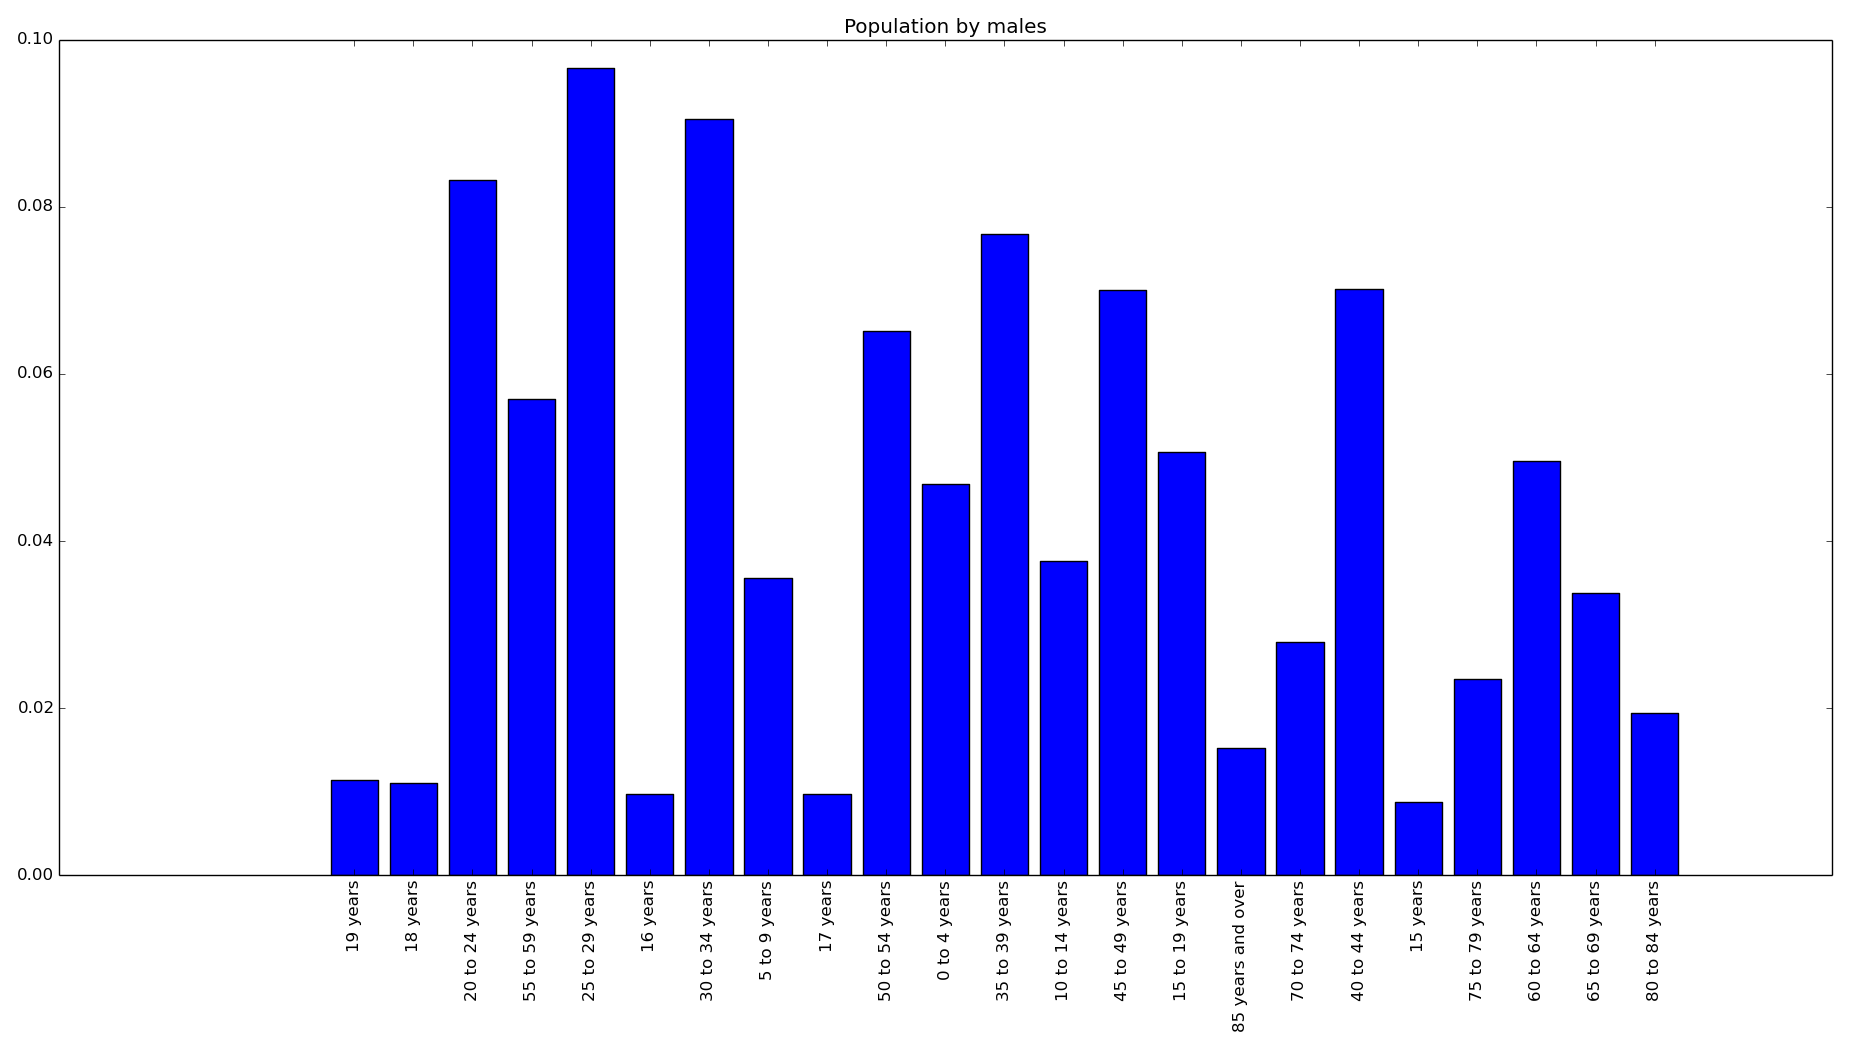 Population by males
0.10
0.08
0.06
0.04
0.02
0.00
19 years
18 years
20 to 24 years
55 to 59 years
25 to 29 years
16 years
30 to 34 years
5 to 9 years
17 years
50 to 54 years
0 to 4 years
35 to 39 years
10 to 14 years
45 to 49 years
15 to 19 years
85 years and over
70 to 74 years
40 to 44 years
15 years
75 to 79 years
60 to 64 years
65 to 69 years
80 to 84 years